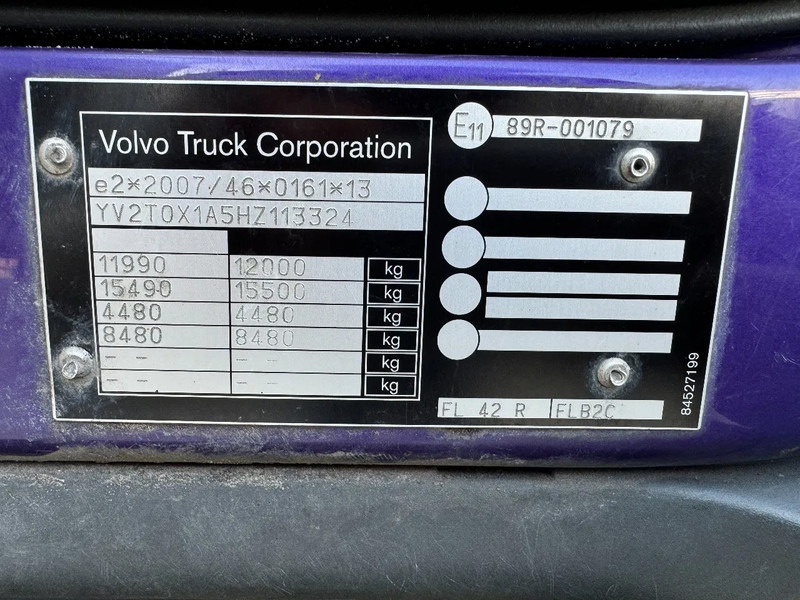 Volvo Truck Corporation
e2*2007/46*0161*13
YV2T0X1A5HZ113324
11990 12000 kg
15490 15500 kg
4480 4480 kg
8480 8480 kg
-- -- kg
-- -- kg
E11 89R-001079
FL 42 R FLB2C
84527199